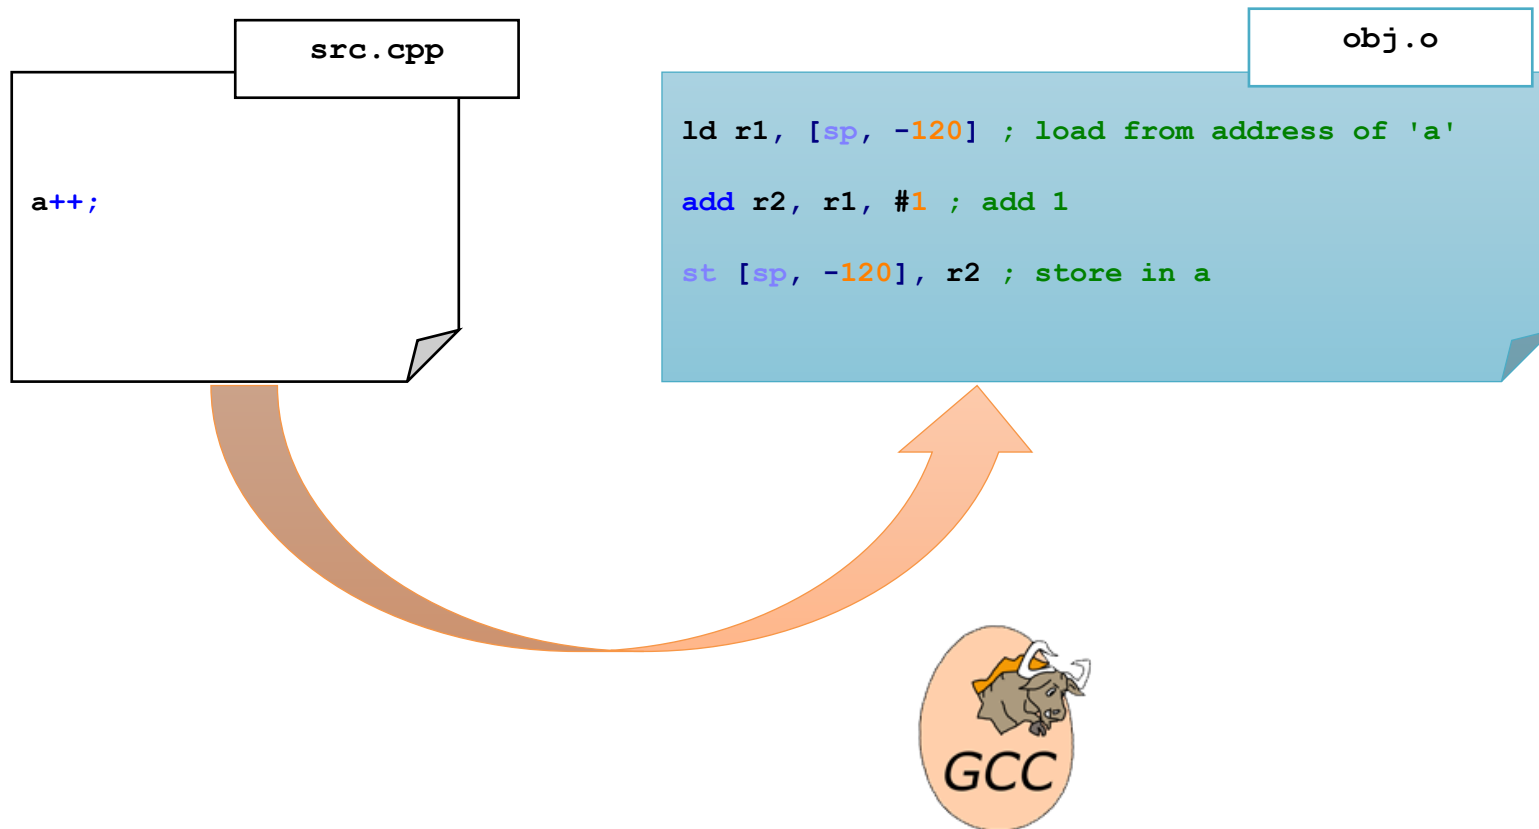 src.cpp
a++;
obj.o
ld r1, [sp, -120] ; load from address of 'a'
add r2, r1, #1 ; add 1
st [sp, -120], r2 ; store in a
GCC